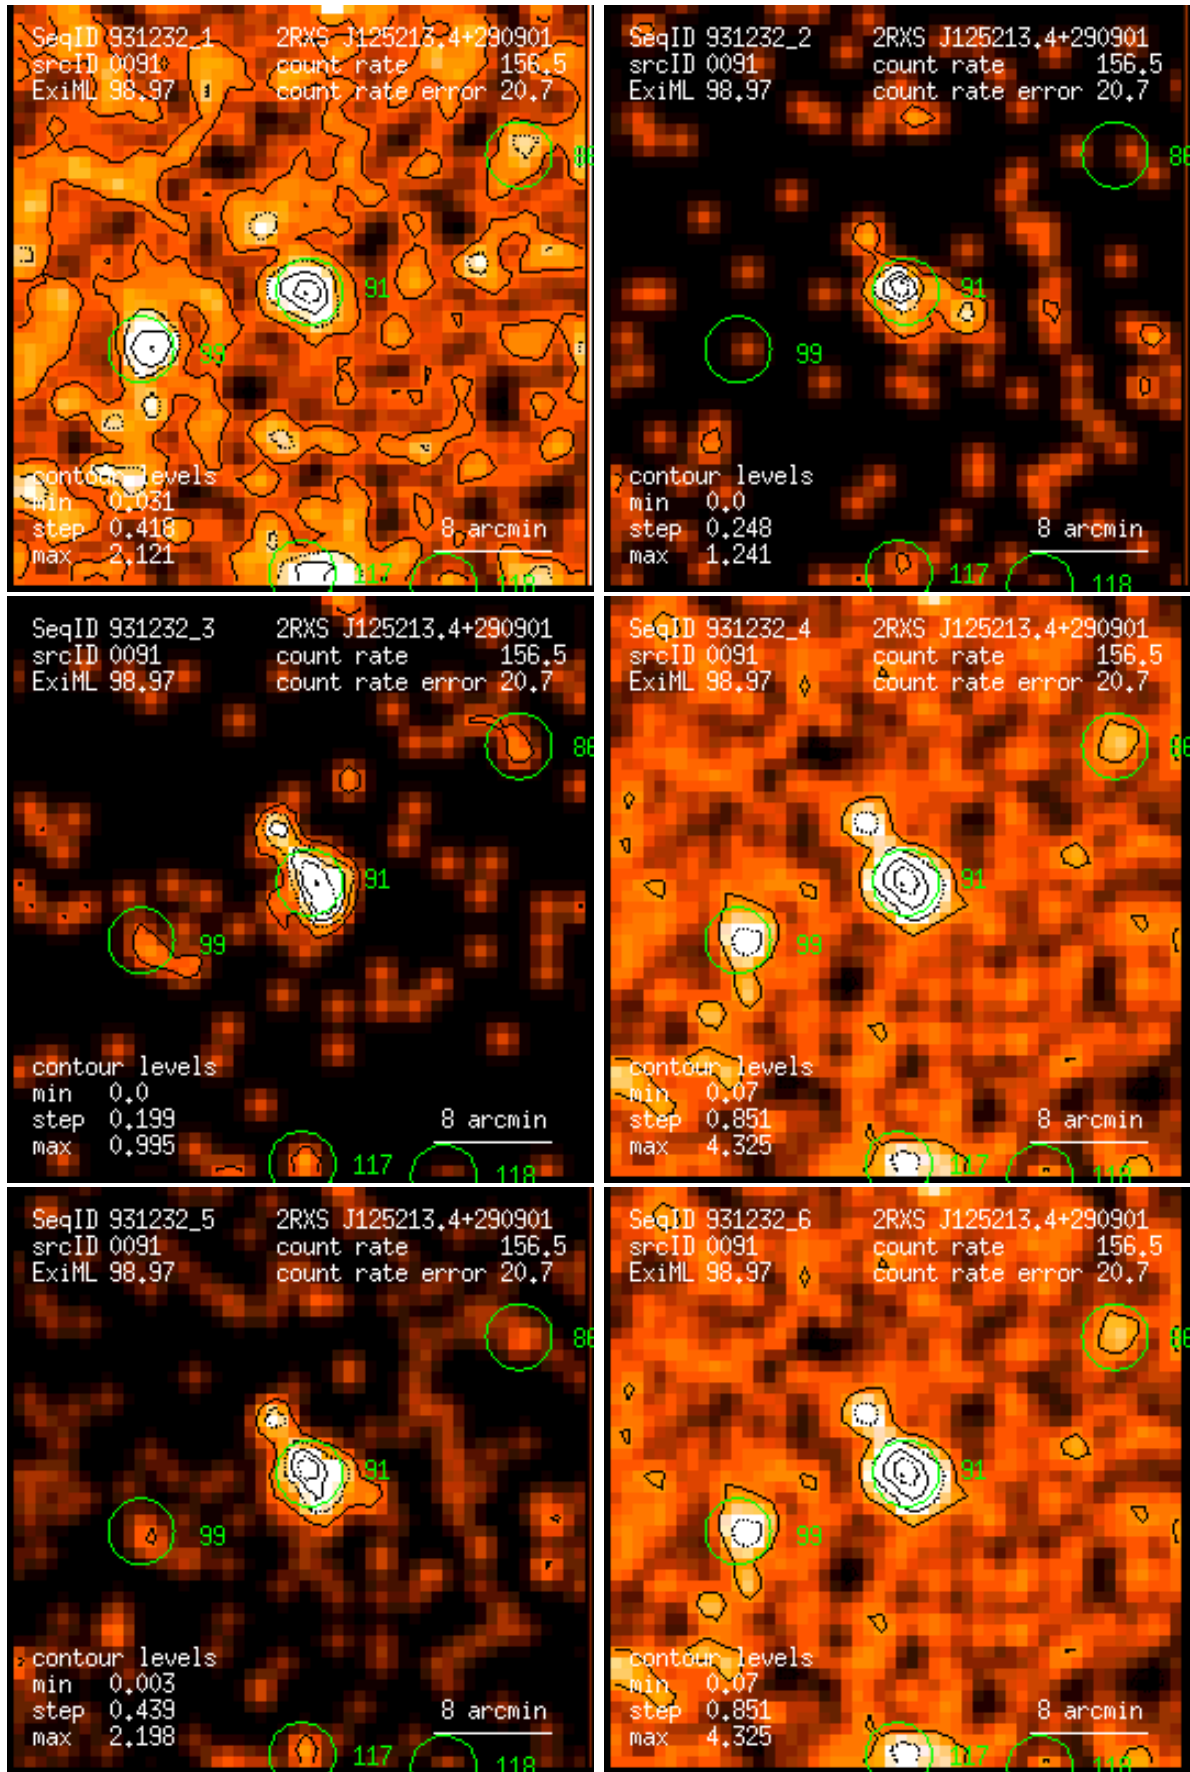 SeqID 931232_1 2RXS J125213.4+290901
srcID 0091 count rate 156.5
ExiML 98.97 count rate error 20.7
86
91
99
contour levels
min 0.031
step 0.418 8 arcmin
max 2.121
117 118
SeqID 931232_2 2RXS J125213.4+290901
srcID 0091 count rate 156.5
ExiML 98.97 count rate error 20.7
86
91
99
contour levels
min 0.0
step 0.248 8 arcmin
max 1.241
117 118
SeqID 931232_3 2RXS J125213.4+290901
srcID 0091 count rate 156.5
ExiML 98.97 count rate error 20.7
86
91
99
contour levels
min 0.0
step 0.199 8 arcmin
max 0.995
117 118
SeqID 931232_4 2RXS J125213.4+290901
srcID 0091 count rate 156.5
ExiML 98.97 count rate error 20.7
86
91
99
contour levels
min 0.07
step 0.851 8 arcmin
max 4.325
117 118
SeqID 931232_5 2RXS J125213.4+290901
srcID 0091 count rate 156.5
ExiML 98.97 count rate error 20.7
86
91
99
contour levels
min 0.003
step 0.439 8 arcmin
max 2.198
117 118
SeqID 931232_6 2RXS J125213.4+290901
srcID 0091 count rate 156.5
ExiML 98.97 count rate error 20.7
86
91
99
contour levels
min 0.07
step 0.851 8 arcmin
max 4.325
117 118